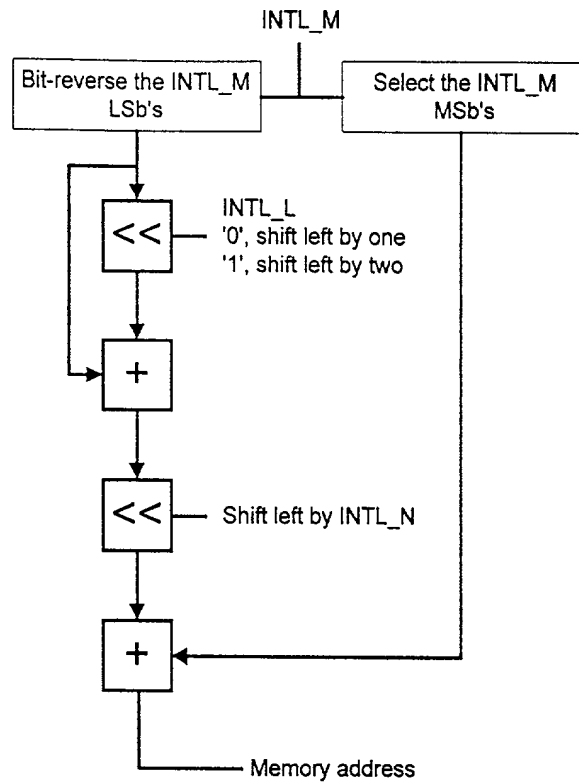 INTL_M
Bit-reverse the INTL_M
LSb's
Select the INTL_M
MSb's
<<
INTL_L
'0', shift left by one
'1', shift left by two
+
<<
Shift left by INTL_N
+
Memory address